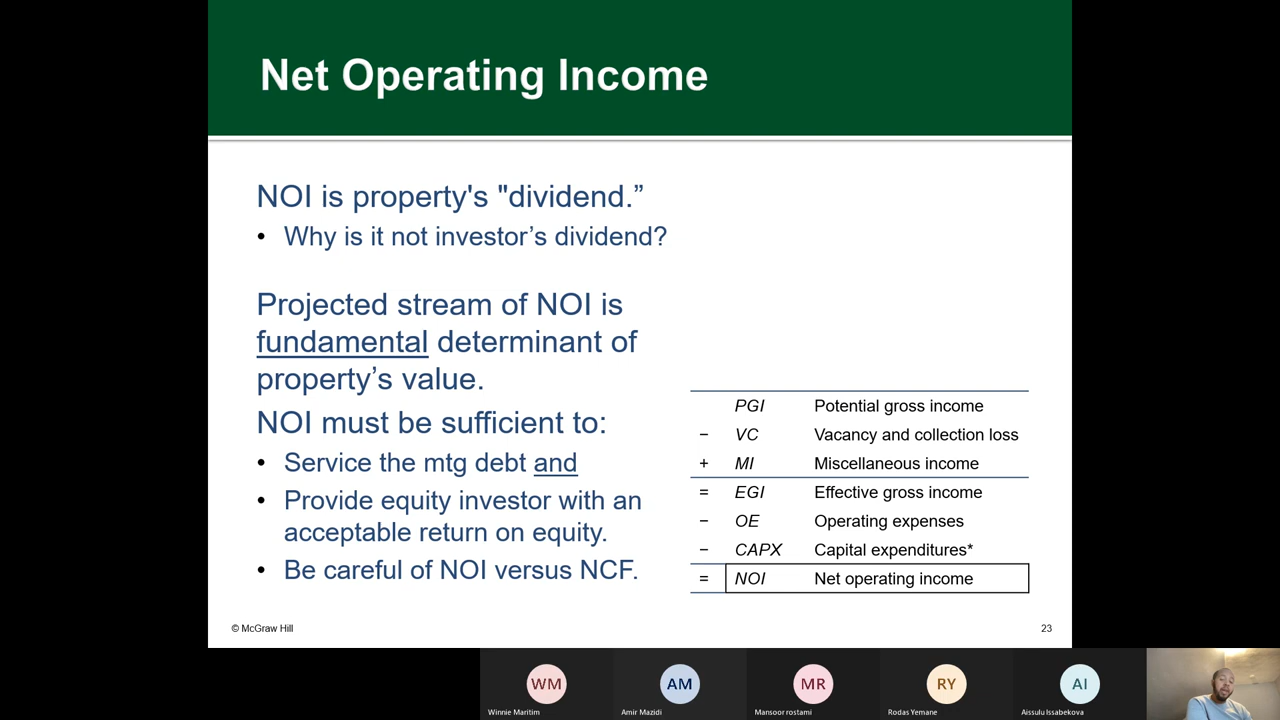 Net Operating Income
NOI is property's "dividend.”
• Why is it not investor’s dividend?
Projected stream of NOI is
fundamental determinant of
property’s value.
NOI must be sufficient to:
• Service the mtg debt and
• Provide equity investor with an
acceptable return on equity.
• Be careful of NOI versus NCF.
PGI Potential gross income
− VC Vacancy and collection loss
+ MI Miscellaneous income
= EGI Effective gross income
− OE Operating expenses
− CAPX Capital expenditures*
= NOI Net operating income
© McGraw Hill
23
WM AM MR RY AI
Winnie Maritim Amir Mazidi Mansoor rostami Rodas Yemane Aissulu Issabekova